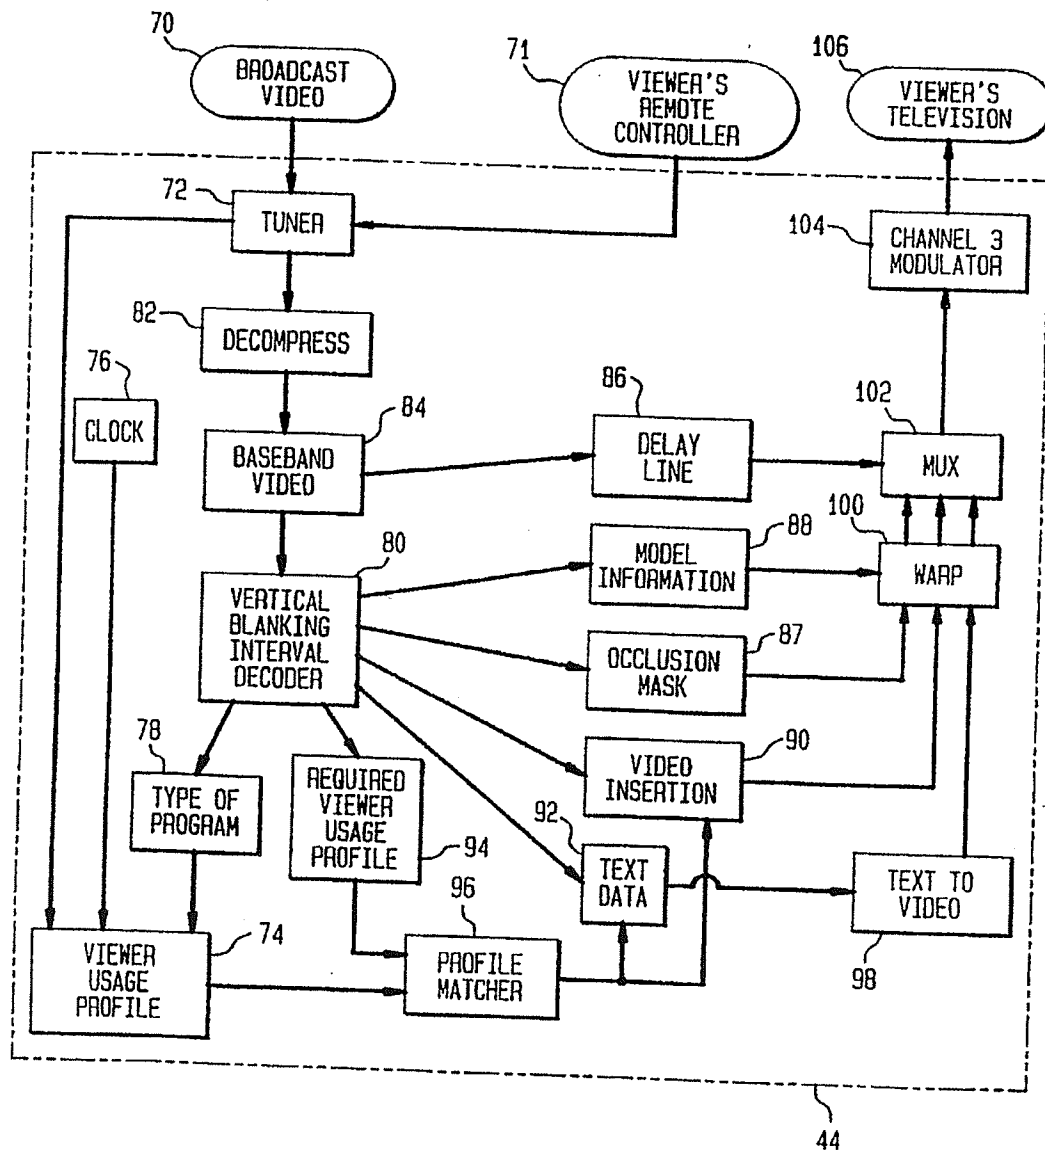 70
BROADCAST
VIDEO
71
VIEWER'S
REMOTE
CONTROLLER
106
VIEWER'S
TELEVISION
72
TUNER
104
CHANNEL 3
MODULATOR
82
DECOMPRESS
76
CLOCK
84
BASEBAND
VIDEO
86
DELAY
LINE
102
MUX
80
VERTICAL
BLANKING
INTERVAL
DECODER
88
MODEL
INFORMATION
100
WARP
87
OCCLUSION
MASK
78
TYPE OF
PROGRAM
REQUIRED
VIEWER
USAGE
PROFILE
94
90
VIDEO
INSERTION
92
TEXT
DATA
TEXT TO
VIDEO
98
74
VIEWER
USAGE
PROFILE
96
PROFILE
MATCHER
44